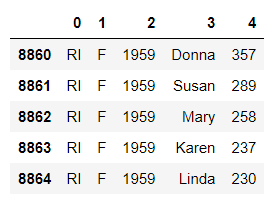 0 1 2 3 4
8860 RI F 1959 Donna 357
8861 RI F 1959 Susan 289
8862 RI F 1959 Mary 258
8863 RI F 1959 Karen 237
8864 RI F 1959 Linda 230